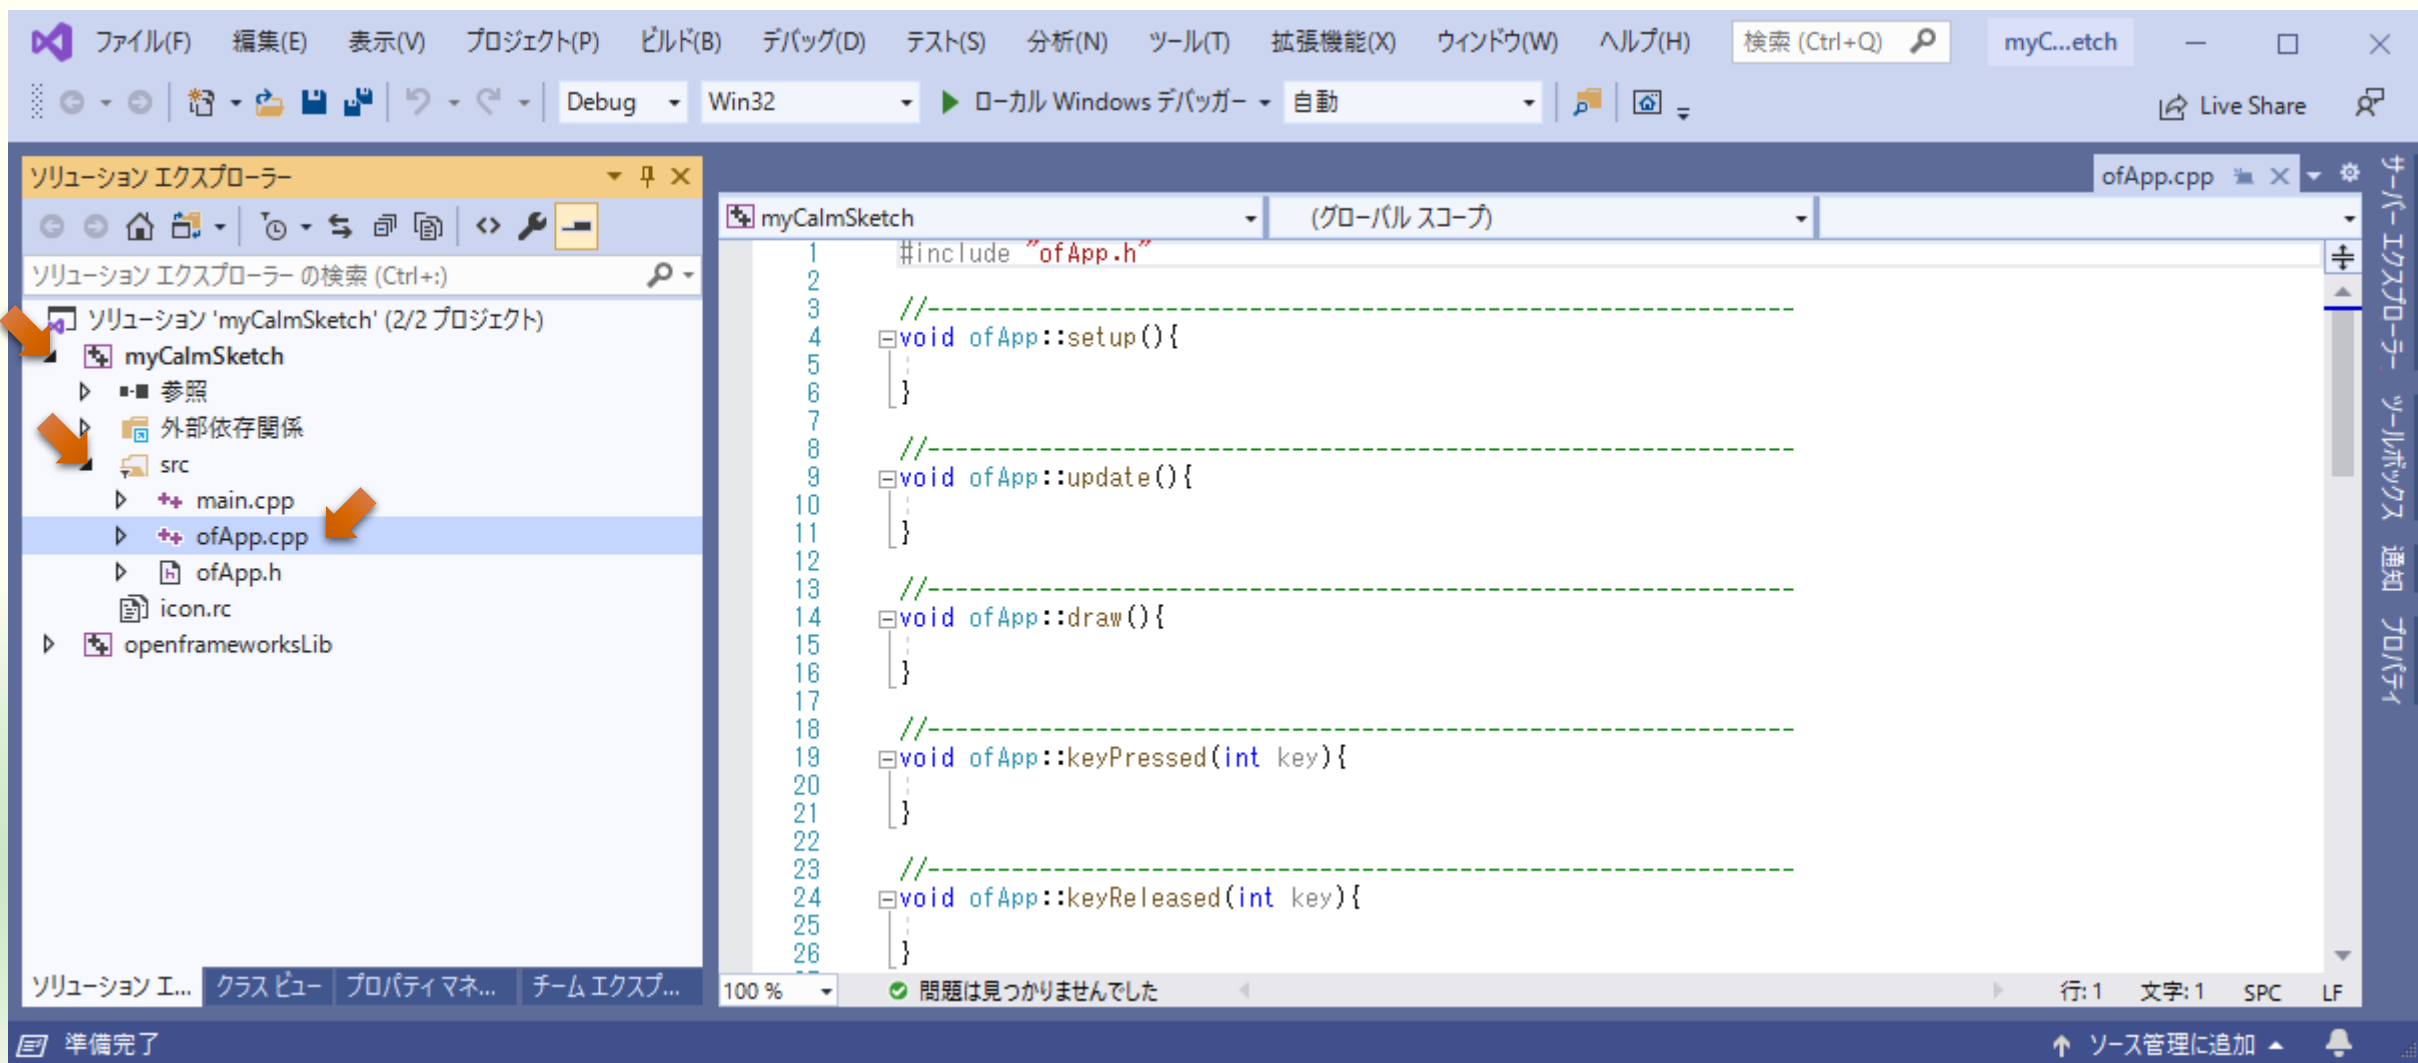 ファイル(F) 編集(E) 表示(V) プロジェクト(P) ビルド(B) デバッグ(D) テスト(S) 分析(N) ツール(T) 拡張機能(X) ウィンドウ(W) ヘルプ(H) 検索 (Ctrl+Q) myC...etch
Debug Win32 ローカル Windows デバッガー 自動 Live Share
ソリューション エクスプローラー
ソリューション エクスプローラー の検索 (Ctrl+:)
ソリューション 'myCalmSketch' (2/2 プロジェクト)
myCalmSketch
参照
外部依存関係
src
main.cpp
ofApp.cpp
ofApp.h
icon.rc
openframeworksLib
ソリューション エ... クラス ビュー プロパティ マネ... チーム エクスプ...
ofApp.cpp
myCalmSketch (グローバル スコープ)
1 #include "ofApp.h"
2
3 //--------------------------------------------------------------
4 void ofApp::setup(){
5
6 }
7
8 //--------------------------------------------------------------
9 void ofApp::update(){
10
11 }
12
13 //--------------------------------------------------------------
14 void ofApp::draw(){
15
16 }
17
18 //--------------------------------------------------------------
19 void ofApp::keyPressed(int key){
20
21 }
22
23 //--------------------------------------------------------------
24 void ofApp::keyReleased(int key){
25
26 }
100 % 問題は見つかりませんでした 行: 1 文字: 1 SPC LF
サーバー エクスプローラー
ツールボックス
通知
プロパティ
準備完了 ソース管理に追加